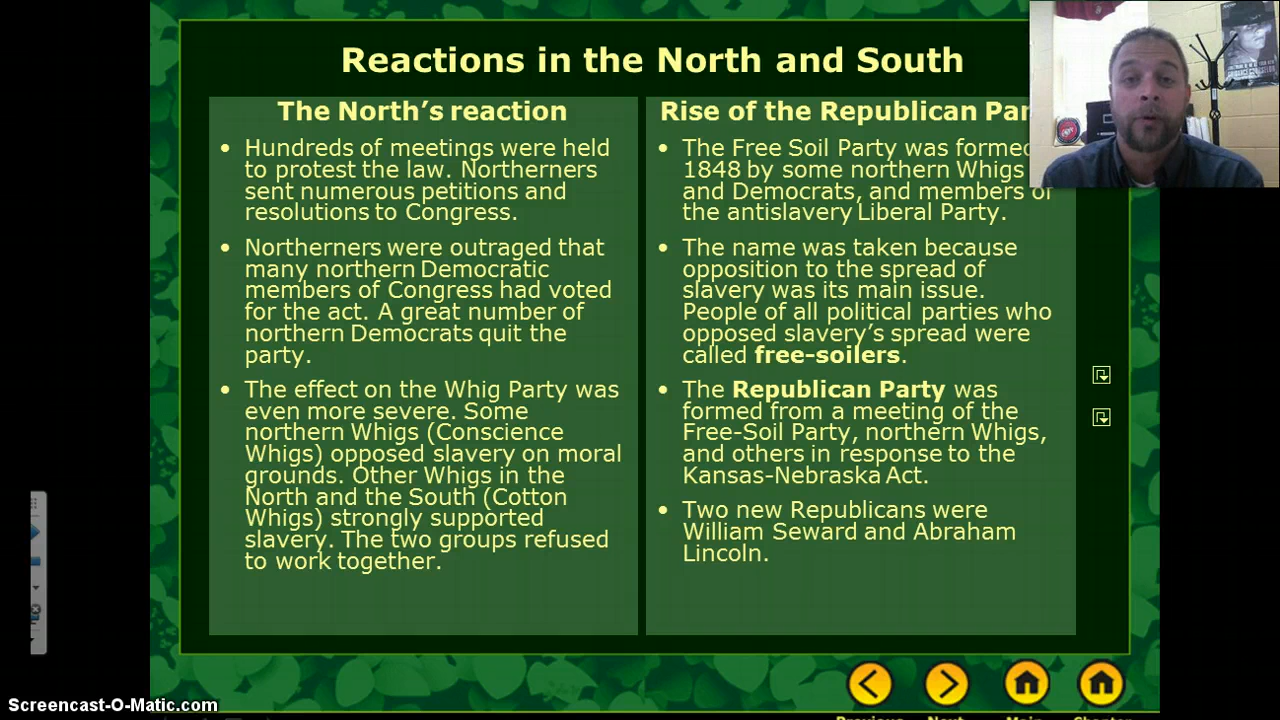 Reactions in the North and South
The North's reaction
• Hundreds of meetings were held
to protest the law. Northerners
sent numerous petitions and
resolutions to Congress.
• Northerners were outraged that
many northern Democratic
members of Congress had voted
for the act. A great number of
northern Democrats quit the
party.
• The effect on the Whig Party was
even more severe. Some
northern Whigs (Conscience
Whigs) opposed slavery on moral
grounds. Other Whigs in the
North and the South (Cotton
Whigs) strongly supported
slavery. The two groups refused
to work together.
Rise of the Republican Par
• The Free Soil Party was formed
1848 by some northern Whigs
and Democrats, and members of
the antislavery Liberal Party.
• The name was taken because
opposition to the spread of
slavery was its main issue.
People of all political parties who
opposed slavery's spread were
called free-soilers.
• The Republican Party was
formed from a meeting of the
Free-Soil Party, northern Whigs,
and others in response to the
Kansas-Nebraska Act.
• Two new Republicans were
William Seward and Abraham
Lincoln.
Previous Next Main Chapter
Screencast-O-Matic.com